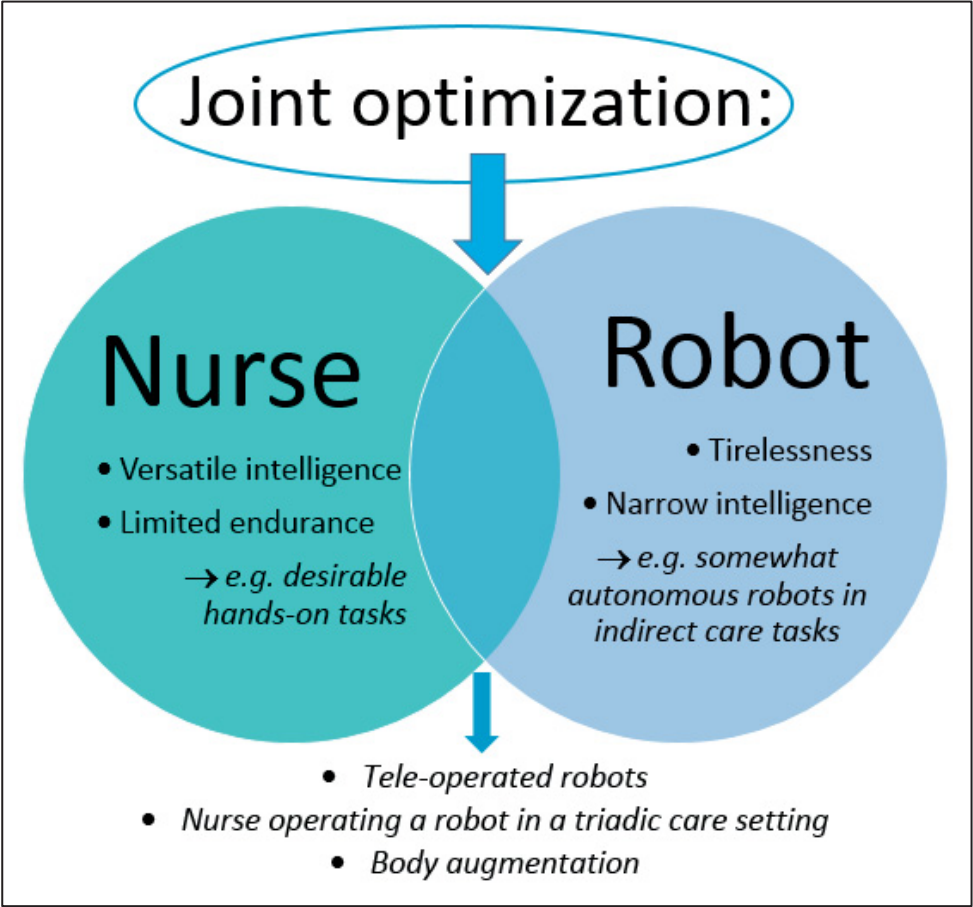 Joint optimization:
Nurse
• Versatile intelligence
• Limited endurance
→ e.g. desirable
hands-on tasks
Robot
• Tirelessness
• Narrow intelligence
→ e.g. somewhat
autonomous robots in
indirect care tasks
• Tele-operated robots
• Nurse operating a robot in a triadic care setting
• Body augmentation